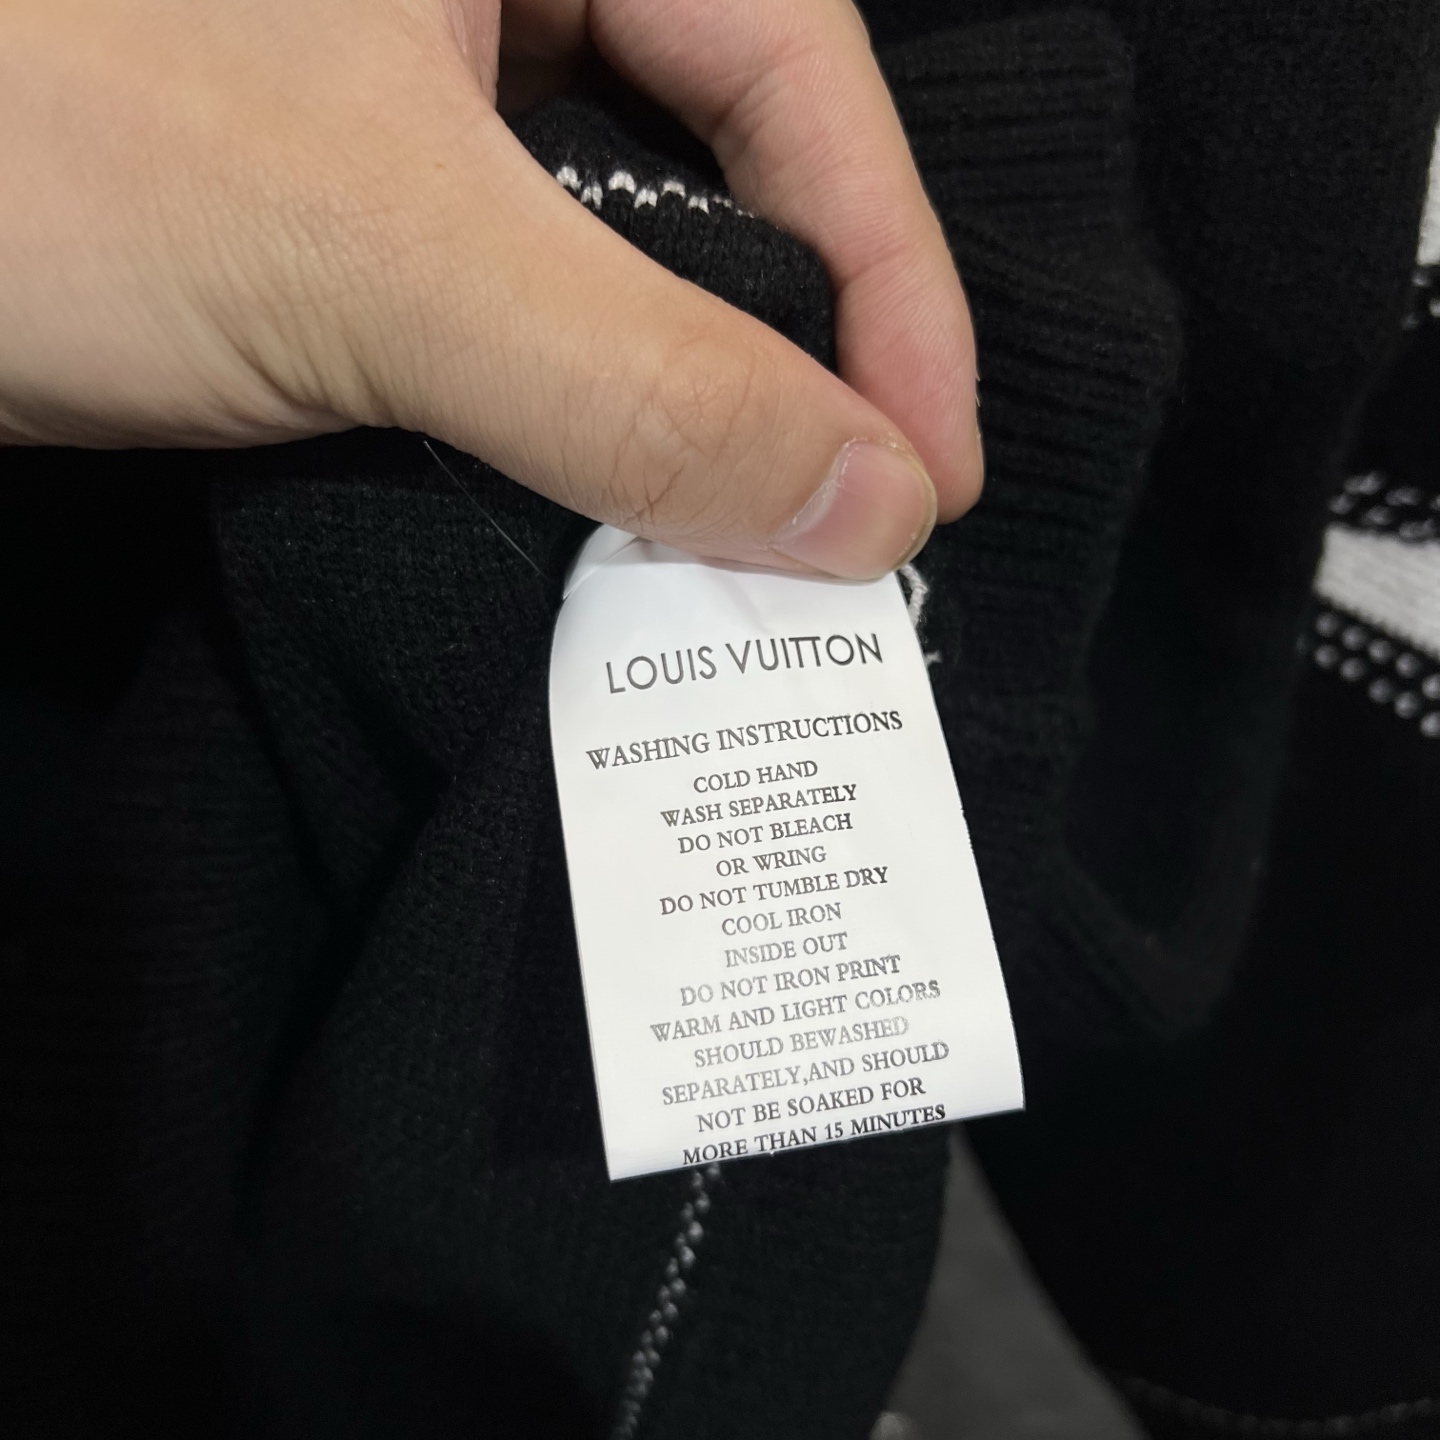 LOUIS VUITTON
WASHING INSTRUCTIONS
COLD HAND
WASH SEPARATELY
DO NOT BLEACH
OR WRING
DO NOT TUMBLE DRY
COOL IRON
INSIDE OUT
DO NOT IRON PRINT
WARM AND LIGHT COLORS
SHOULD BEWASHED
SEPARATELY,AND SHOULD
NOT BE SOAKED FOR
MORE THAN 15 MINUTES